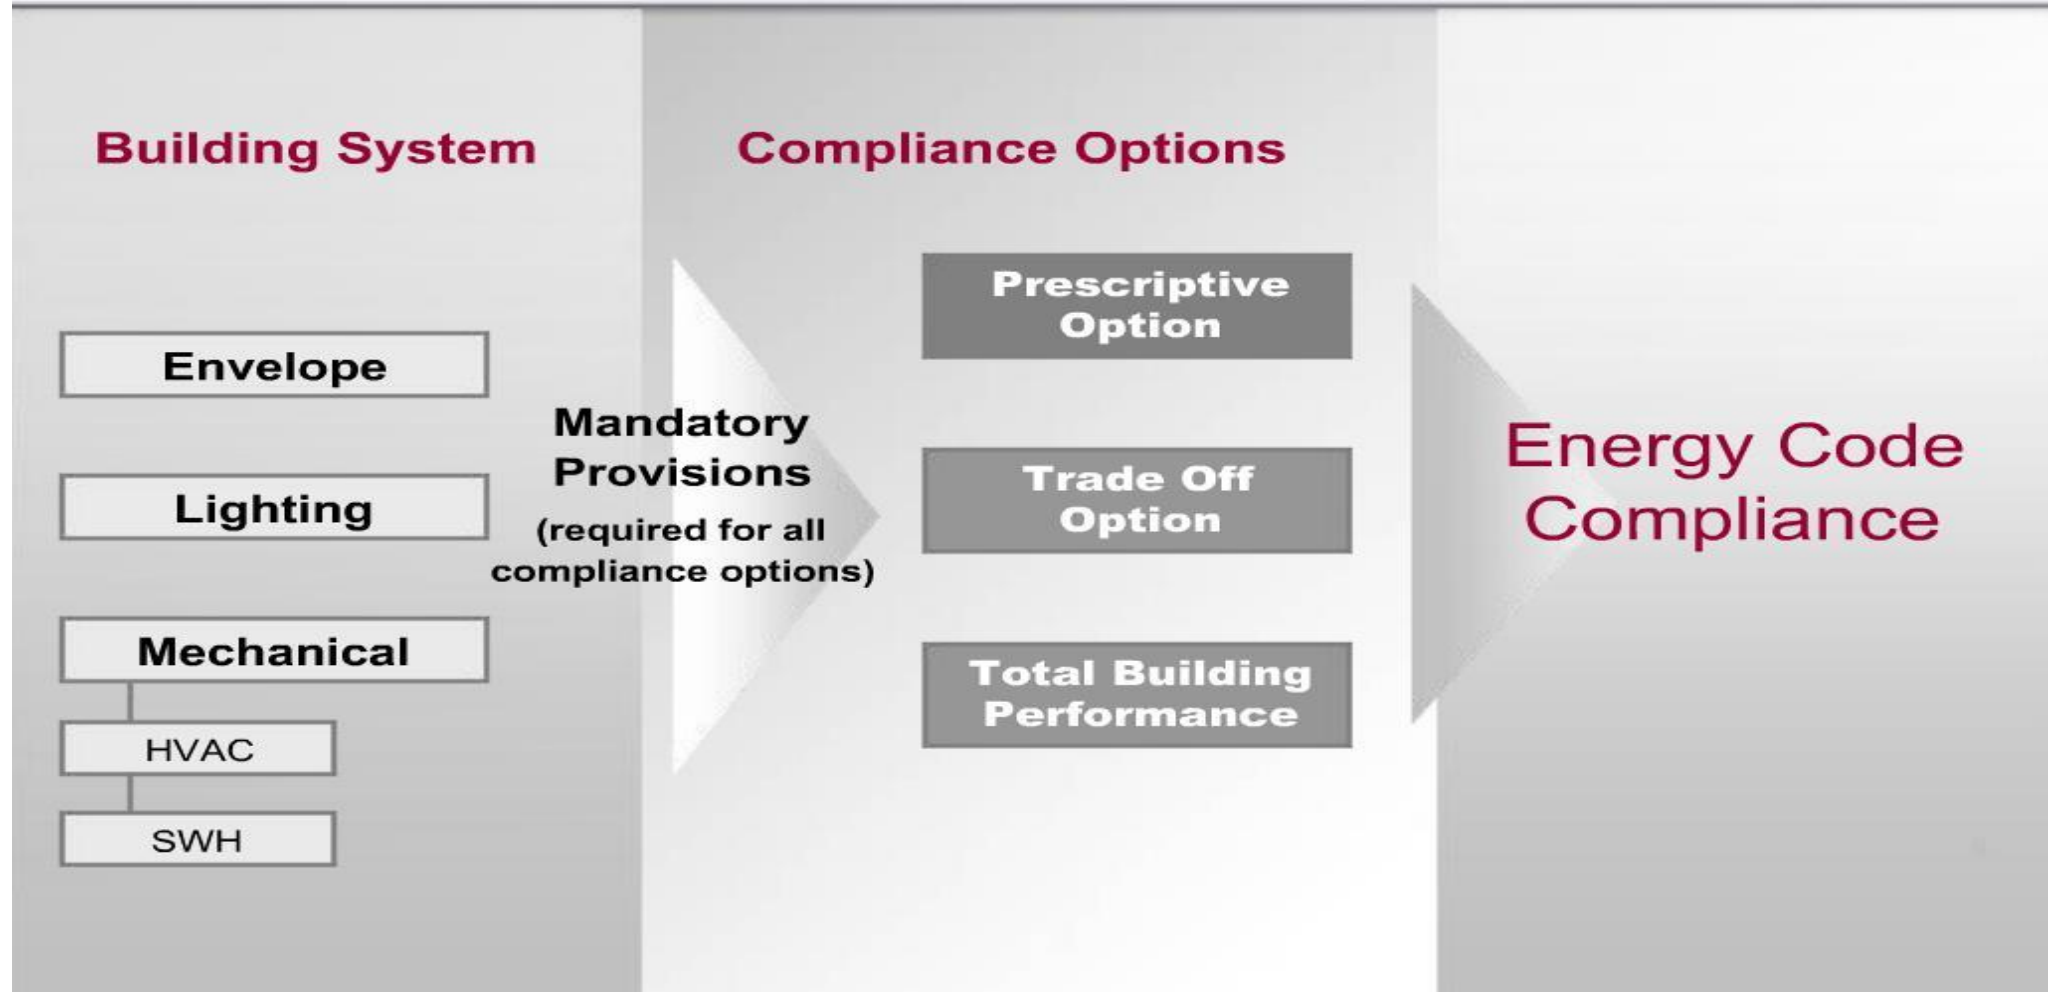 Building System
Envelope
Lighting
Mechanical
HVAC
SWH
Mandatory
Provisions
(required for all
compliance options)
Compliance Options
Prescriptive
Option
Trade Off
Option
Total Building
Performance
Energy Code
Compliance